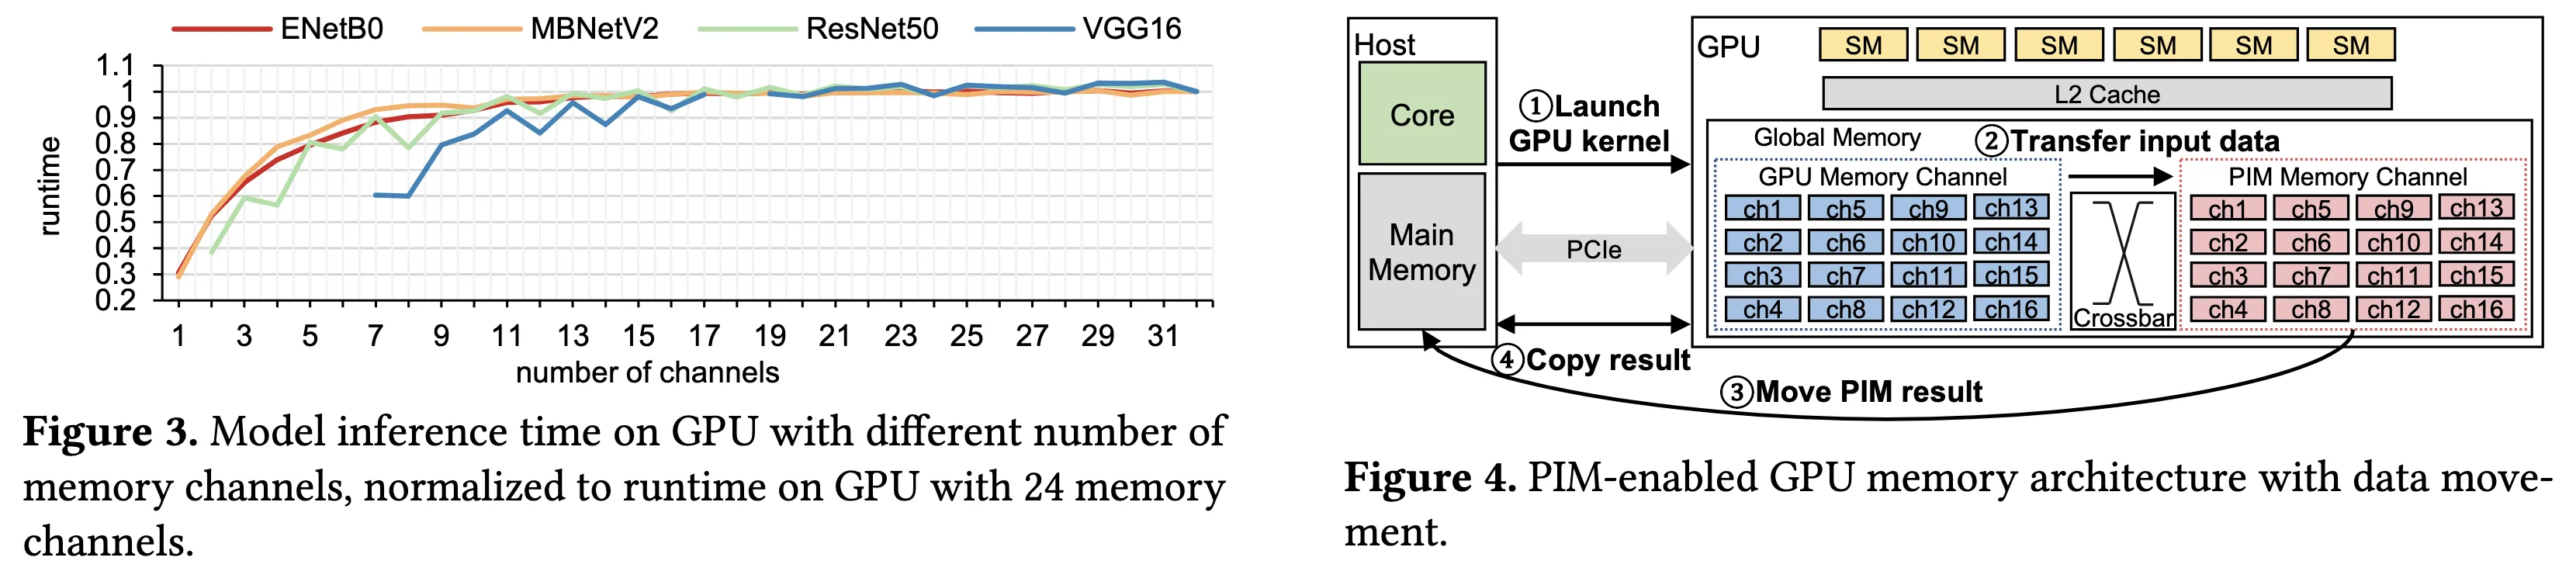 ENetB0 MBNetV2 ResNet50 VGG16
1.1
1
0.9
0.8
0.7
0.6
0.5
0.4
0.3
0.2
runtime
1 3 5 7 9 11 13 15 17 19 21 23 25 27 29 31
number of channels
Figure 3. Model inference time on GPU with different number of
memory channels, normalized to runtime on GPU with 24 memory
channels.
Host
Core
Main
Memory
①Launch
GPU kernel
PCIe
④Copy result
③Move PIM result
GPU
SM SM SM SM SM SM
L2 Cache
Global Memory
②Transfer input data
GPU Memory Channel
ch1 ch5 ch9 ch13
ch2 ch6 ch10 ch14
ch3 ch7 ch11 ch15
ch4 ch8 ch12 ch16
Crossbar
PIM Memory Channel
ch1 ch5 ch9 ch13
ch2 ch6 ch10 ch14
ch3 ch7 ch11 ch15
ch4 ch8 ch12 ch16
Figure 4. PIM-enabled GPU memory architecture with data move-
ment.